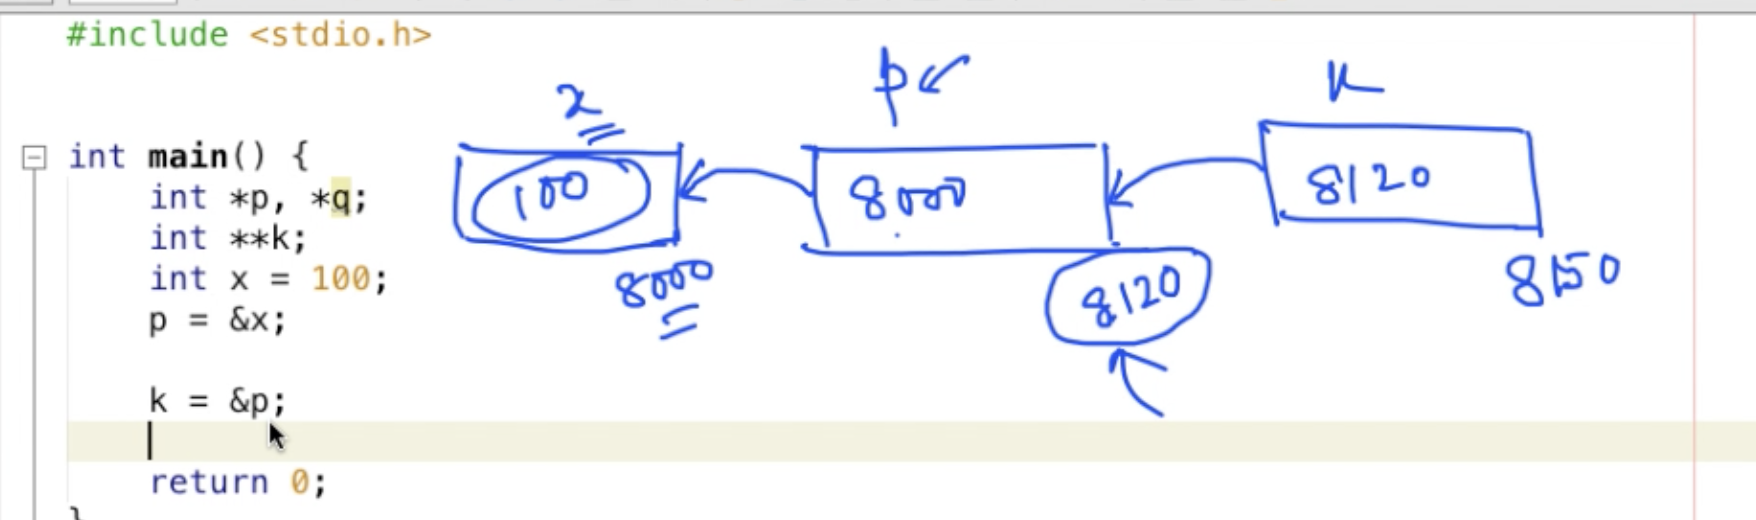 #include <stdio.h>
x p k
int main() {
100 8000 8120
int *p, *q;
int **k;
8000 8120 8150
int x = 100;
p = &x;
k = &p;
return 0;
}